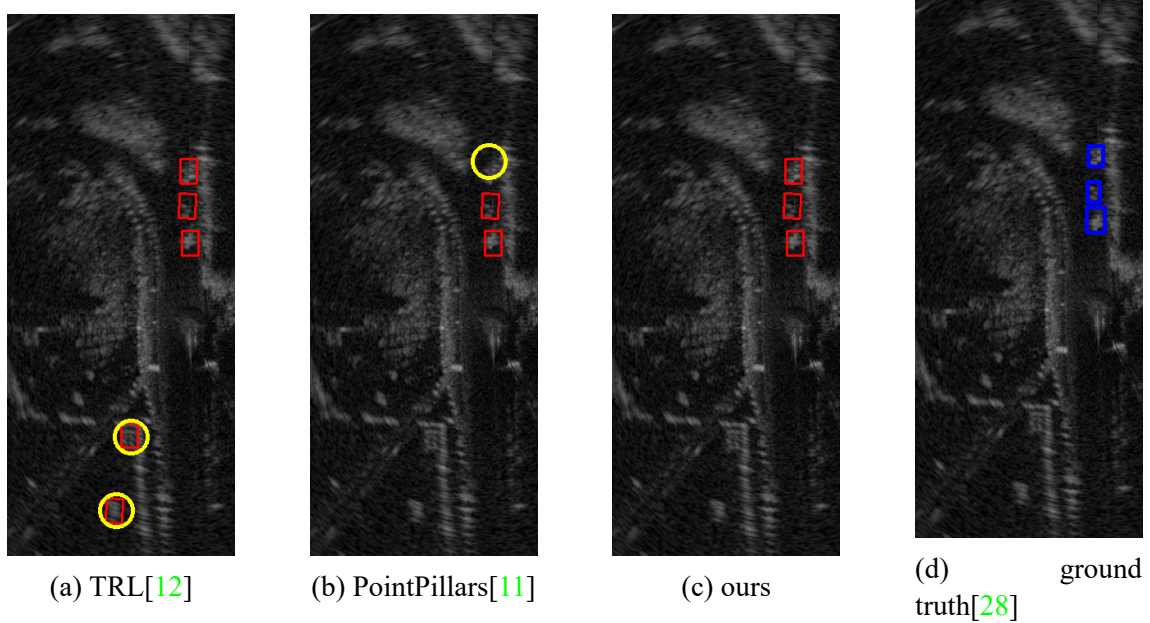 (a) TRL[12]
(b) PointPillars[11]
(c) ours
(d) ground
truth[28]